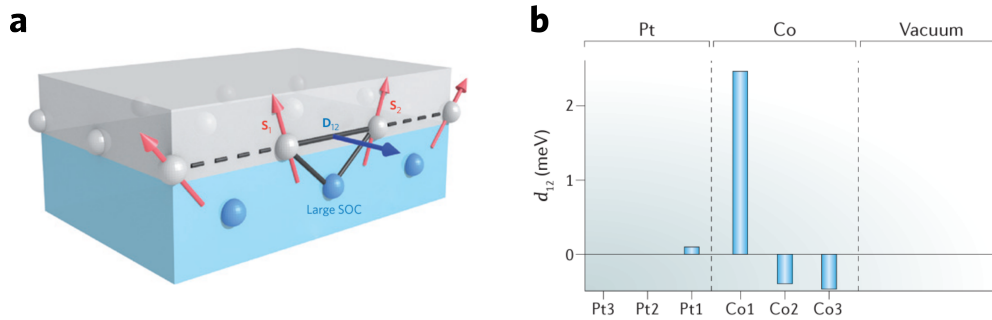 a
S1
D12
S2
Large SOC
b
Pt Co Vacuum
d12 (meV)
2
1
0
Pt3 Pt2 Pt1 Co1 Co2 Co3